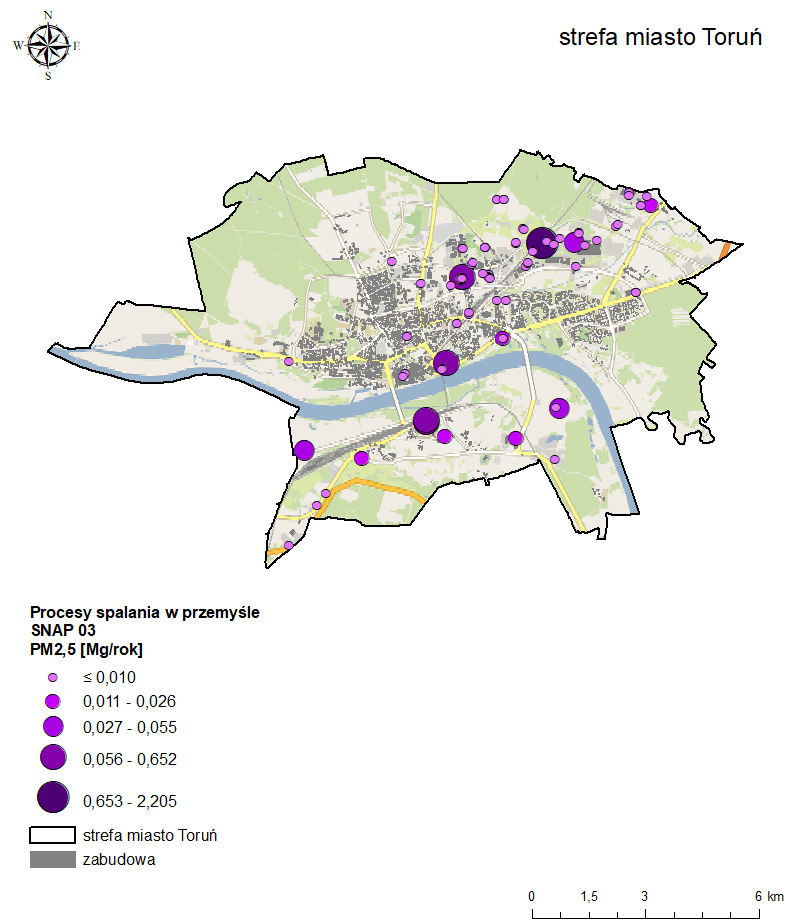 N
W E
S
strefa miasto Toruń
Procesy spalania w przemyśle
SNAP 03
PM2,5 [Mg/rok]
≤ 0,010
0,011 - 0,026
0,027 - 0,055
0,056 - 0,652
0,653 - 2,205
strefa miasto Toruń
zabudowa
0 1,5 3 6 km